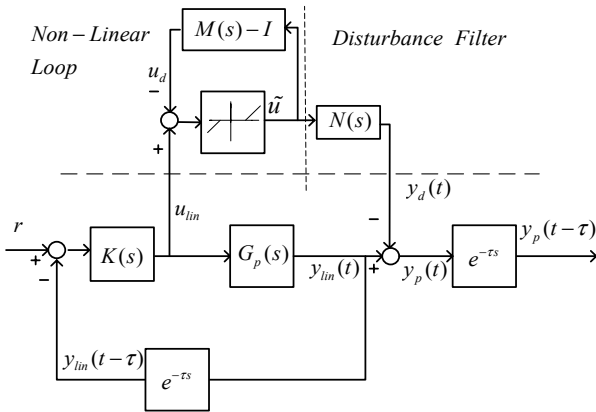 Non – Linear
Loop
M(s) – I
Disturbance Filter
u_d
−
+
ũ
N(s)
y_d(t)
−
u_lin
r
+
−
K(s)
G_p(s)
y_lin(t)
+
y_p(t)
e^{-τs}
y_p(t−τ)
y_lin(t−τ)
e^{-τs}